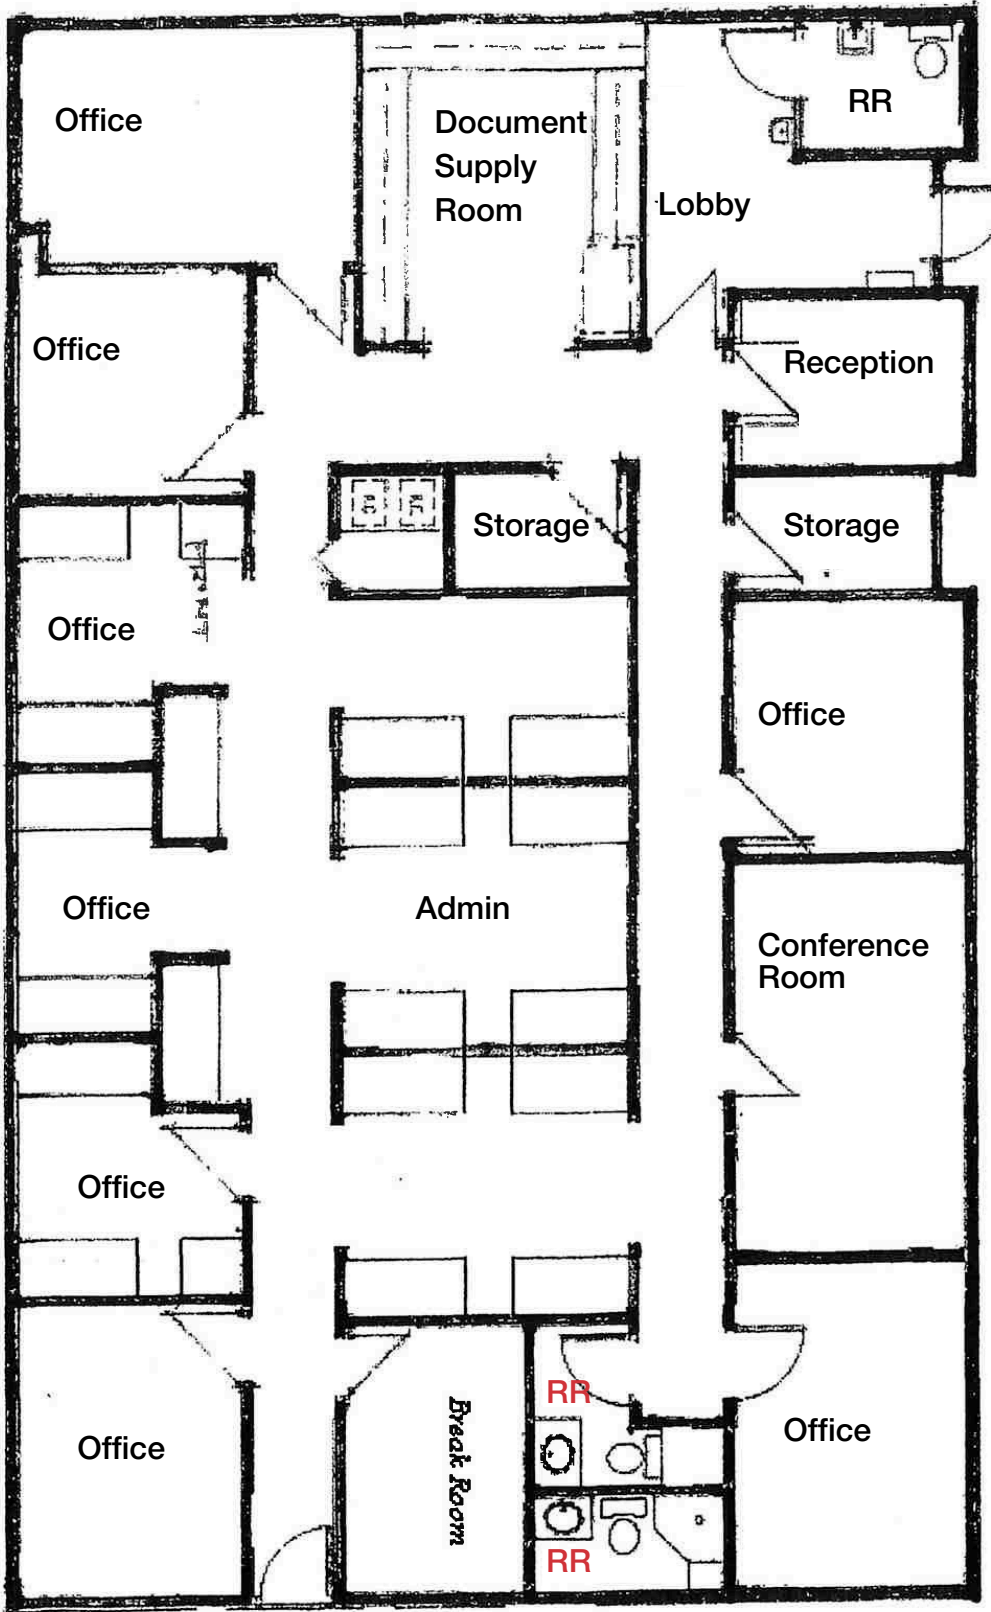 Office
Document
Supply
Room
RR
Lobby
Office
Reception
Storage
Storage
Office
Office
Office
Admin
Conference
Room
Office
RR
Office
Break Room
Office
RR